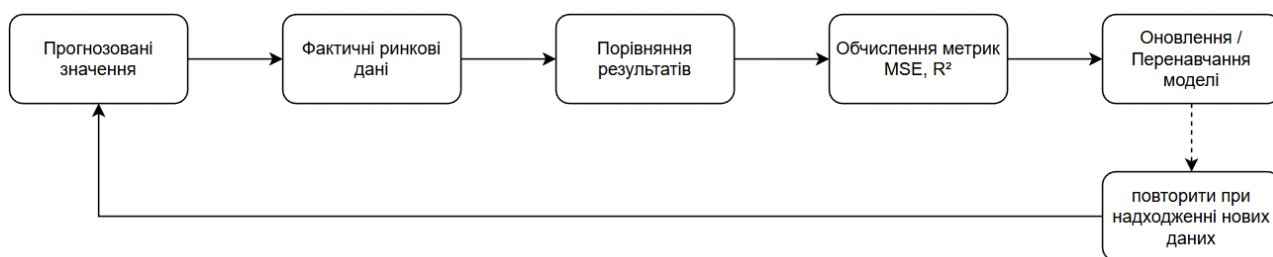 Прогнозовані
значення
Фактичні ринкові
дані
Порівняння
результатів
Обчислення метрик
MSE, R²
Оновлення /
Перенавчання
моделі
повторити при
надходженні нових
даних